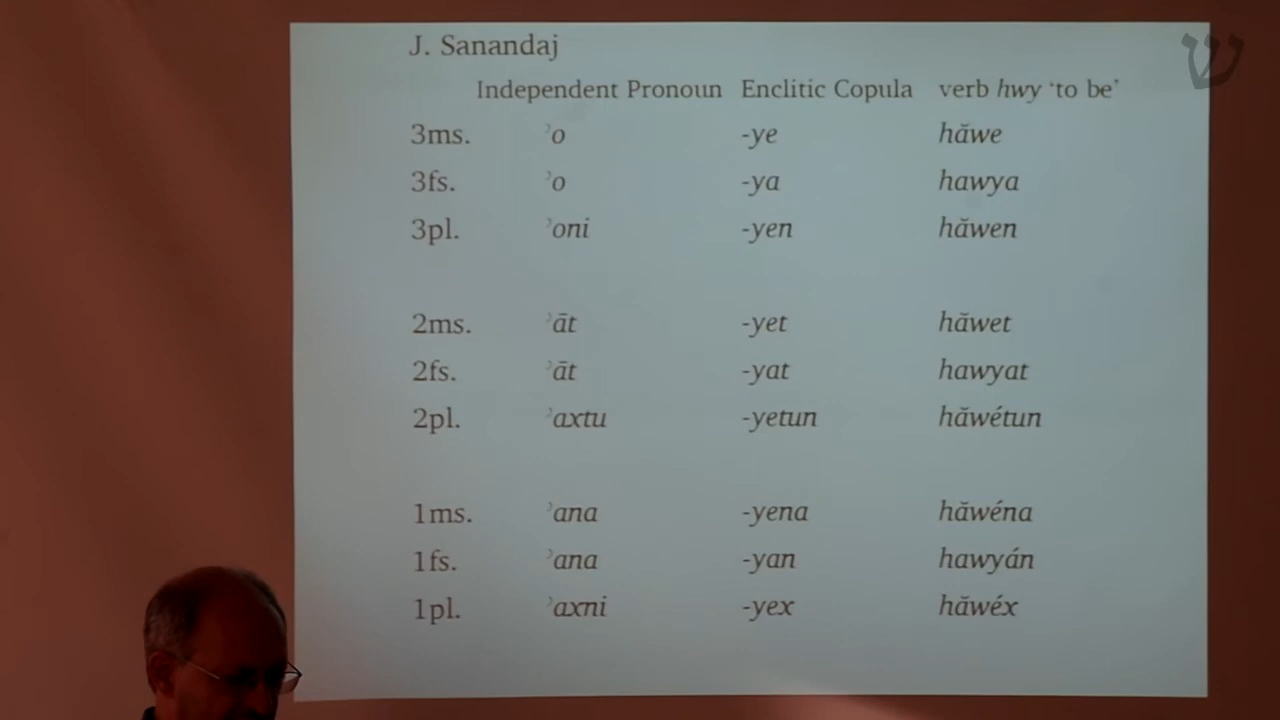 J. Sanandaj
Independent Pronoun Enclitic Copula verb hwy ‘to be’
3ms. ʾo -ye hăwe
3fs. ʾo -ya hawya
3pl. ʾoni -yen hăwen
2ms. ʾāt -yet hăwet
2fs. ʾāt -yat hawyat
2pl. ʾaxtu -yetun hăwétun
1ms. ʾana -yena hăwéna
1fs. ʾana -yan hawyán
1pl. ʾaxni -yex hăwéx
ש